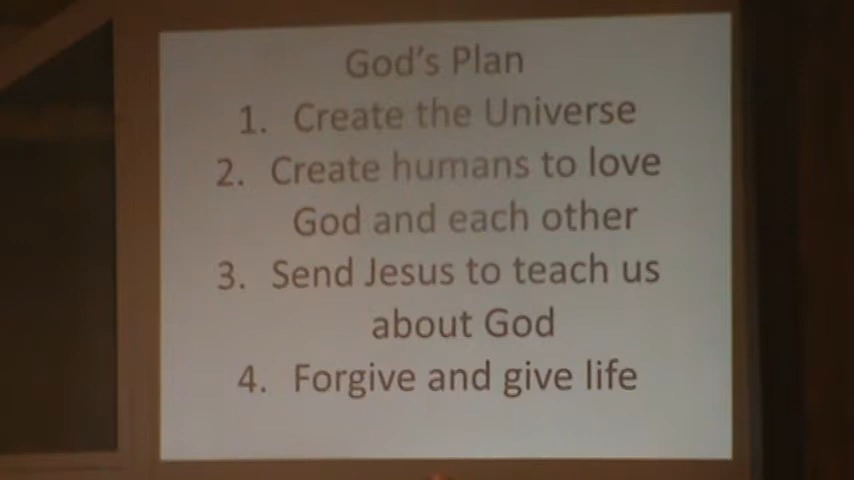 God's Plan
1. Create the Universe
2. Create humans to love
God and each other
3. Send Jesus to teach us
about God
4. Forgive and give life